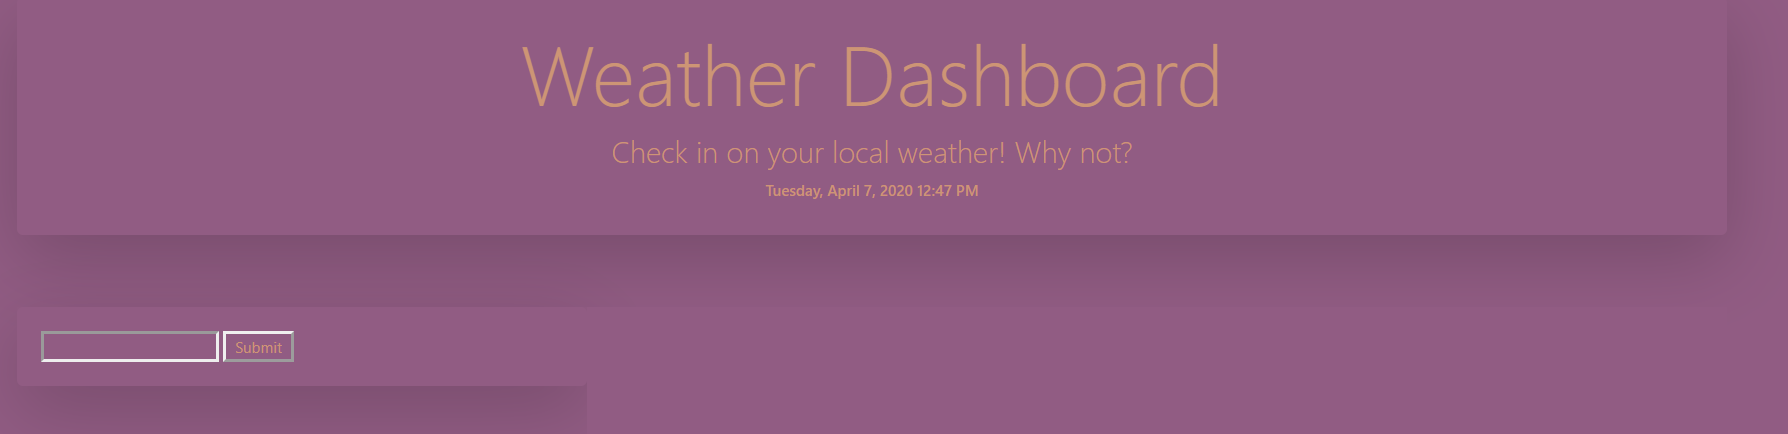 Weather Dashboard
Check in on your local weather! Why not?
Tuesday, April 7, 2020 12:47 PM
Submit